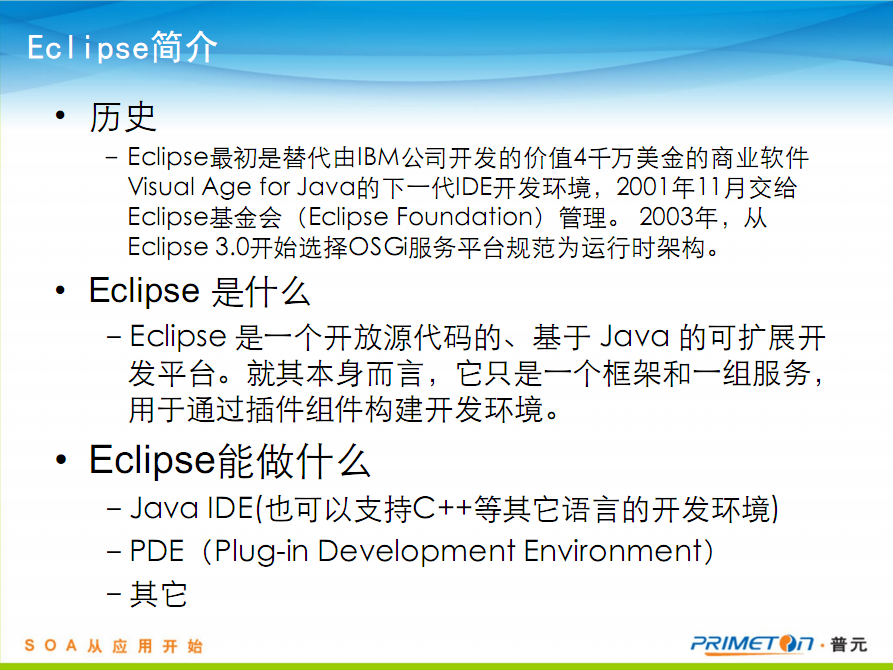 Eclipse简介
• 历史
– Eclipse最初是替代由IBM公司开发的价值4千万美金的商业软件
Visual Age for Java的下一代IDE开发环境，2001年11月交给
Eclipse基金会（Eclipse Foundation）管理。 2003年，从
Eclipse 3.0开始选择OSGi服务平台规范为运行时架构。
• Eclipse 是什么
– Eclipse 是一个开放源代码的、基于 Java 的可扩展开
发平台。就其本身而言，它只是一个框架和一组服务，
用于通过插件组件构建开发环境。
• Eclipse能做什么
– Java IDE(也可以支持C++等其它语言的开发环境)
– PDE（Plug-in Development Environment）
– 其它
SOA从应用开始
PRIMETON·普元